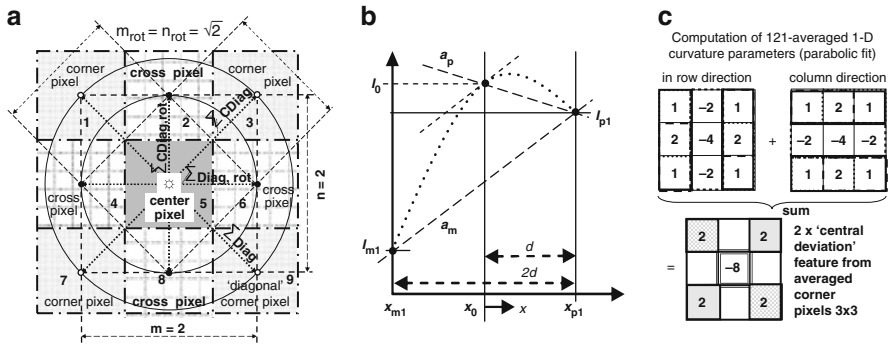 a
m_rot = n_rot = √2
corner pixel
cross pixel
corner pixel
1
2
3
∑CDiag
∑CDiag.rot
∑Diag. rot
cross pixel
center pixel
cross pixel
4
5
6
∑Diag
n = 2
7
8
'diagonal' 9
corner pixel
cross pixel
corner pixel
m = 2
b
a_p
I_0
I_p1
a_m
I_m1
d
2d
x_m1
x_0
x
x_p1
c
Computation of 121-averaged 1-D
curvature parameters (parabolic fit)
in row direction
column direction
1 −2 1
2 −4 2
1 −2 1
+
1 2 1
−2 −4 −2
1 2 1
sum
=
2 2
−8
2 2
2 x 'central
deviation'
feature from
averaged
corner
pixels 3x3